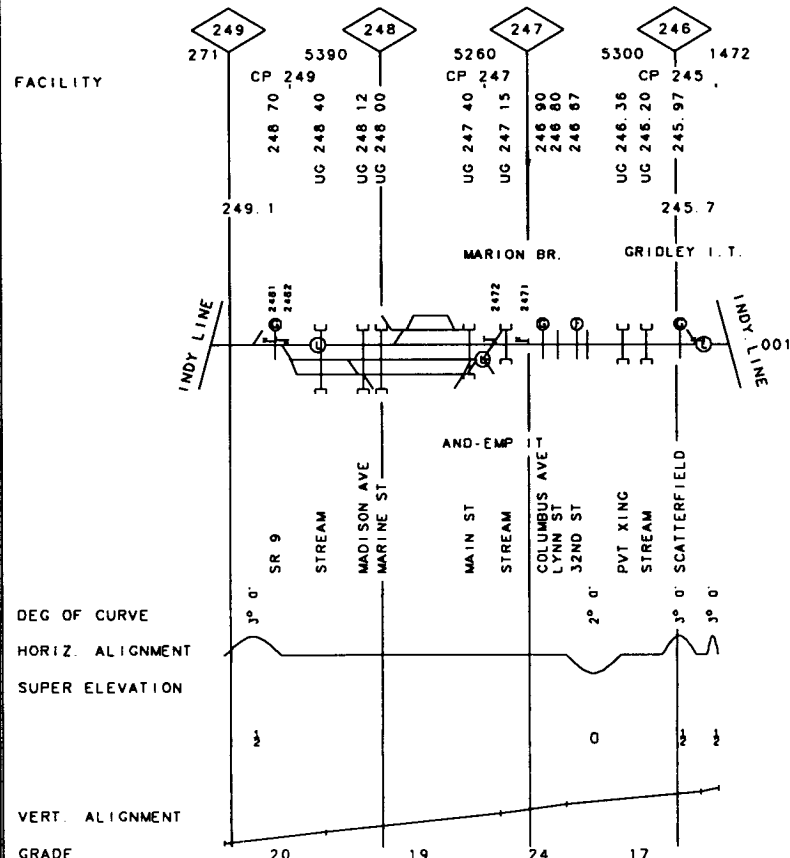 249 248 247 246
271 5390 5260 5300 1472
FACILITY
CP 249 CP 247 CP 245
248 70
UG 248 40
UG 248 12
UG 248 00
UG 247 40
UG 247 15
246 90
246 80
246 67
UG 246.36
UG 246.20
245.97
249.1 245.7
MARION BR. GRIDLEY I.T.
2481
2482
2472
2471
INDY LINE
INDY LINE
001
AND-EMP IT
SR 9
STREAM
MADISON AVE
MARINE ST
MAIN ST
STREAM
COLUMBUS AVE
LYNN ST
32ND ST
PVT XING
STREAM
SCATTERFIELD
DEG OF CURVE 3° 0' 2° 0' 3° 0' 3° 0'
HORIZ. ALIGNMENT
SUPER ELEVATION
½ 0 ½ ½
VERT. ALIGNMENT
GRADE 20 19 24 17